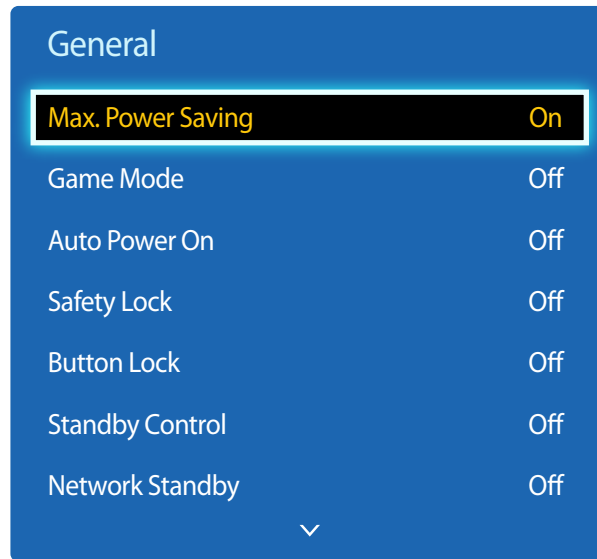 General
Max. Power Saving On
Game Mode Off
Auto Power On Off
Safety Lock Off
Button Lock Off
Standby Control Off
Network Standby Off